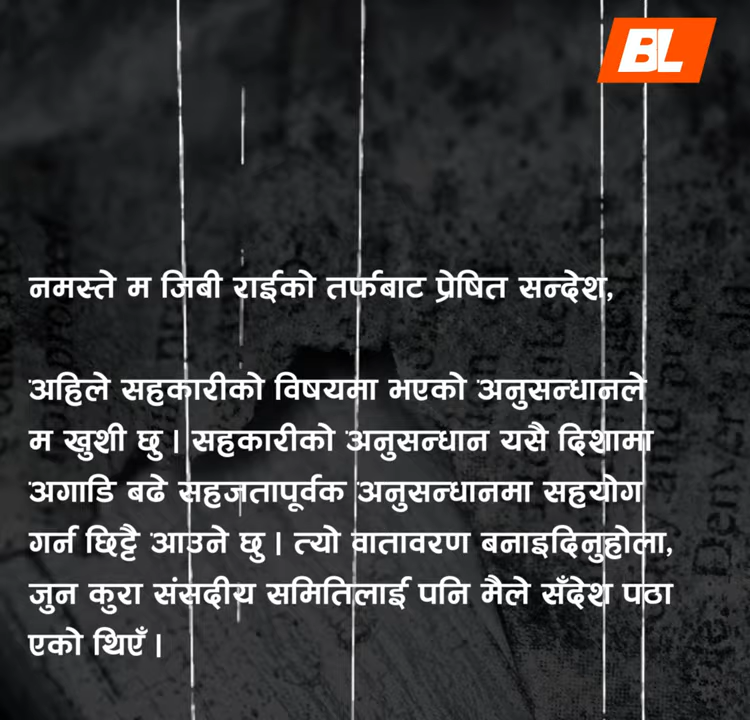 BL
नमस्ते म जिबी राईको तर्फबाट प्रेषित सन्देश,
अहिले सहकारीको विषयमा भएको अनुसन्धानले
म खुशी छु । सहकारीको अनुसन्धान यसै दिशामा
अगाडि बढे सहजतापूर्वक अनुसन्धानमा सहयोग
गर्न छिट्टै आउने छु । त्यो वातावरण बनाइदिनुहोला,
जुन कुरा संसदीय समितिलाई पनि मैले सँदेश पठा
एको थिएँ ।